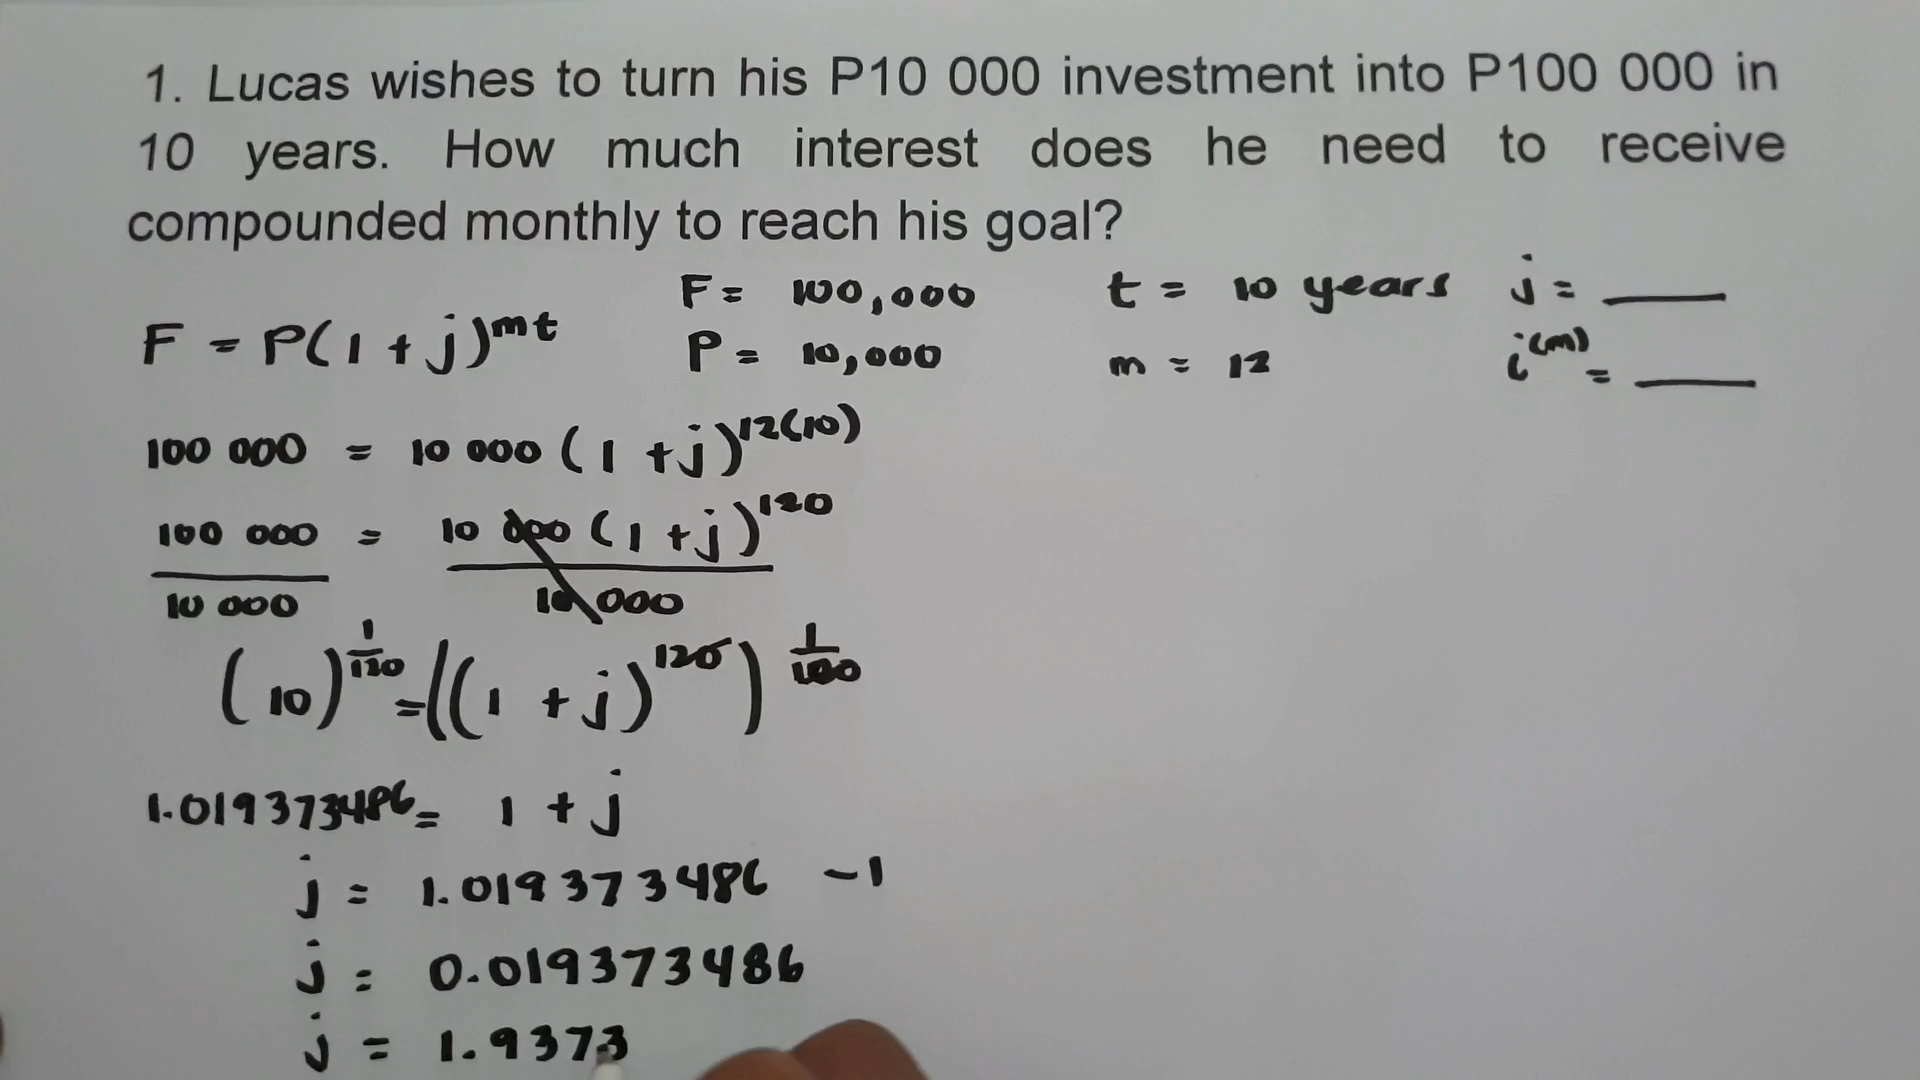 1. Lucas wishes to turn his P10 000 investment into P100 000 in
10 years. How much interest does he need to receive
compounded monthly to reach his goal?
F = P(1 + j)^mt
F = 100,000
P = 10,000
t = 10 years
m = 12
j = ____
i^(m) = ____
100 000 = 10 000 (1 + j)^12(10)
100 000 = 10 000 (1 + j)^120
10 000 10 000
(10)^1/120 = ((1 + j)^120)^1/120
1.019373486 = 1 + j
j = 1.019373486 - 1
j = 0.019373486
j = 1.9373